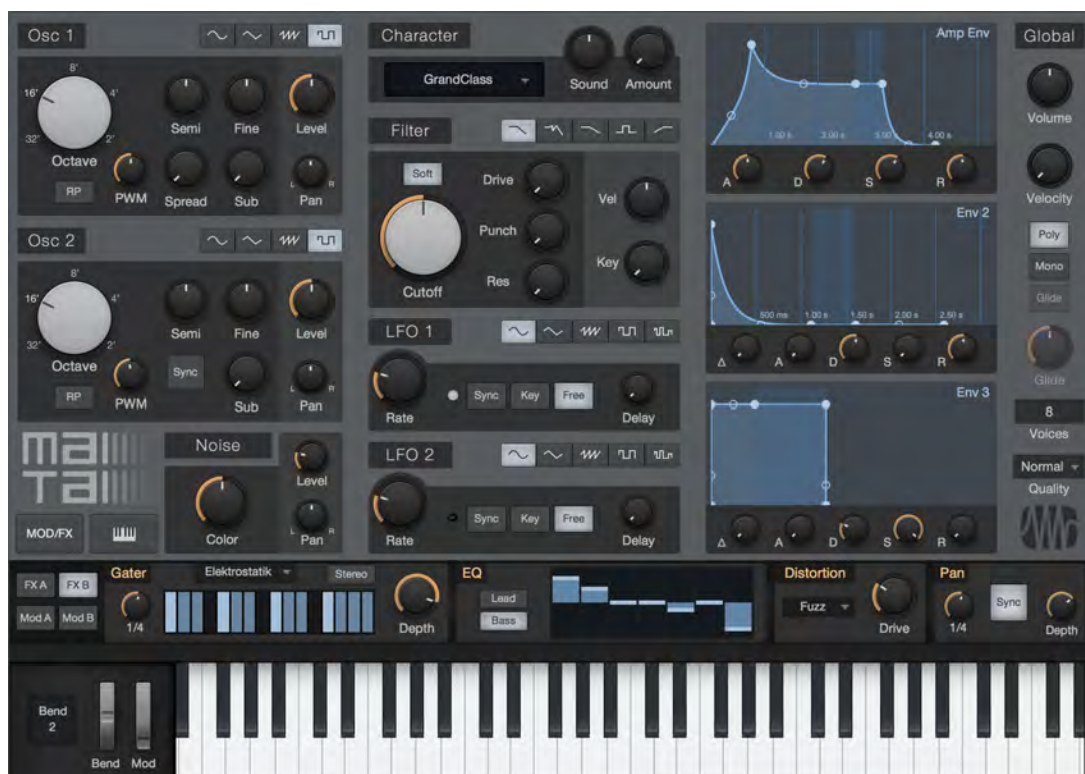 Osc 1
8'
16' 4'
32' 2'
Octave
Semi Fine Level
RP
PWM Spread Sub
L R
Pan
Osc 2
8'
16' 4'
32' 2'
Octave
Semi Fine Level
RP
PWM
Sync
Sub
L R
Pan
mai
tai
MOD/FX
Noise
Color
Level
L R
Pan
Character
GrandClass
Sound Amount
Filter
Soft
Cutoff
Drive
Punch
Res
Vel
Key
LFO 1
Rate
Sync Key Free
Delay
LFO 2
Rate
Sync Key Free
Delay
Amp Env
1.00 s 3.00 s 5.00 4.00 s
A D S R
Env 2
500 ms 1.00 s 1.50 s 2.00 s 2.50 s
Δ A D S R
Env 3
Δ A D S R
Global
Volume
Velocity
Poly
Mono
Glide
Glide
8
Voices
Normal
Quality
FX A FX B
Mod A Mod B
Gater
1/4
Elektrostatik
Stereo
Depth
EQ
Lead
Bass
Distortion
Fuzz
Drive
Pan
1/4
Sync
Depth
Bend
2
Bend Mod